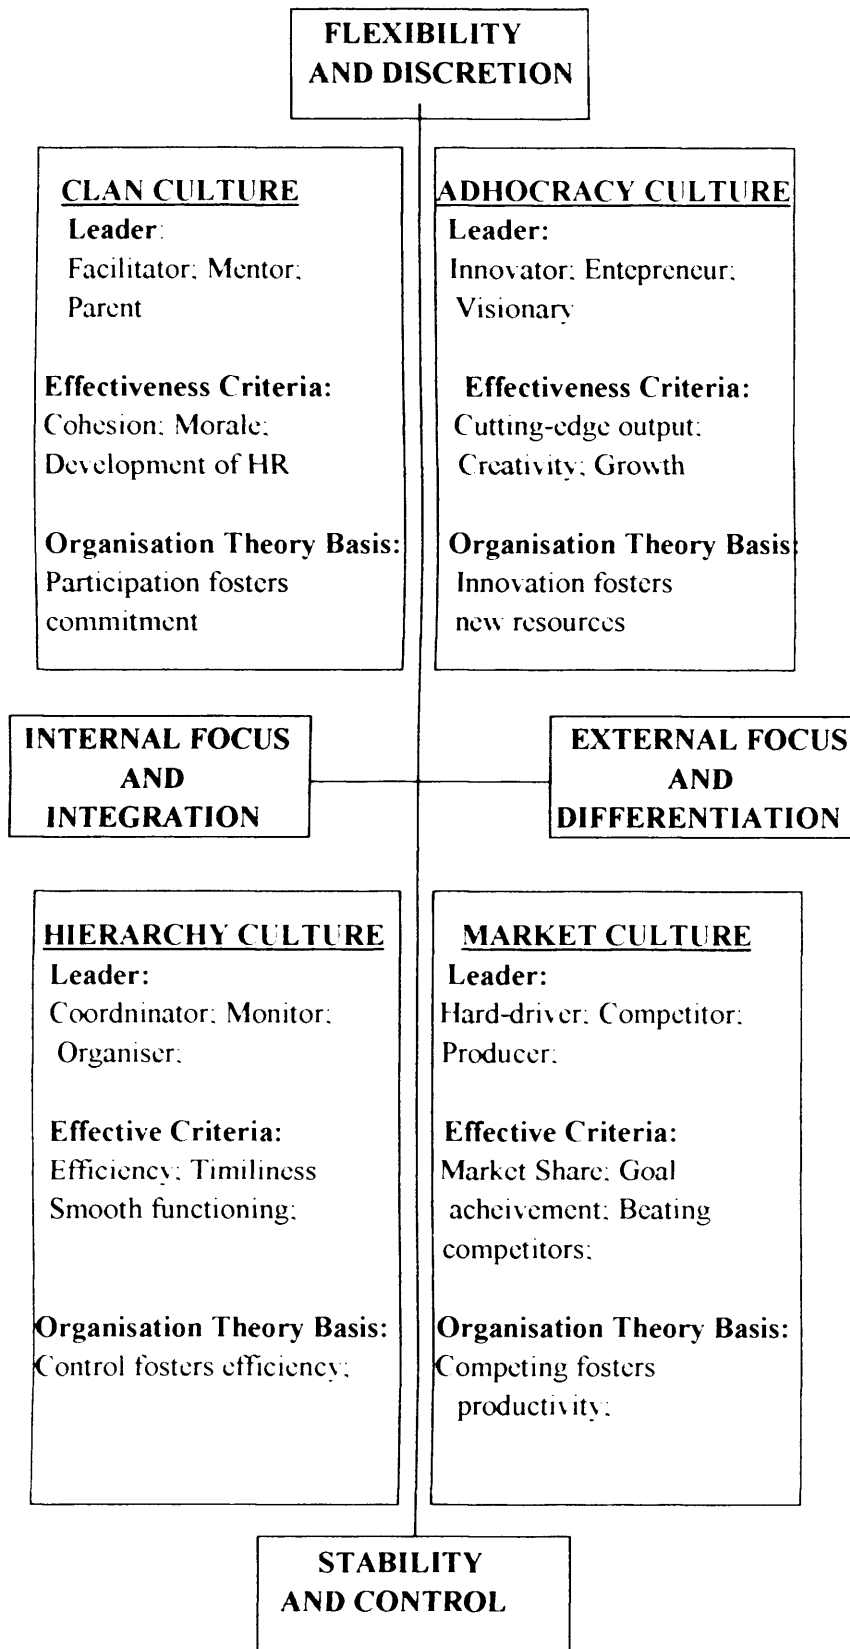 FLEXIBILITY
AND DISCRETION
CLAN CULTURE
Leader:
Facilitator; Mentor;
Parent
Effectiveness Criteria:
Cohesion; Morale;
Development of HR
Organisation Theory Basis:
Participation fosters
commitment
ADHOCRACY CULTURE
Leader:
Innovator; Entepreneur;
Visionary
Effectiveness Criteria:
Cutting-edge output;
Creativity; Growth
Organisation Theory Basis:
Innovation fosters
new resources
INTERNAL FOCUS
AND
INTEGRATION
EXTERNAL FOCUS
AND
DIFFERENTIATION
HIERARCHY CULTURE
Leader:
Coordninator; Monitor;
Organiser;
Effective Criteria:
Efficiency; Timiliness
Smooth functioning;
Organisation Theory Basis:
Control fosters efficiency;
MARKET CULTURE
Leader:
Hard-driver; Competitor;
Producer;
Effective Criteria:
Market Share; Goal
acheivement; Beating
competitors;
Organisation Theory Basis:
Competing fosters
productivity;
STABILITY
AND CONTROL